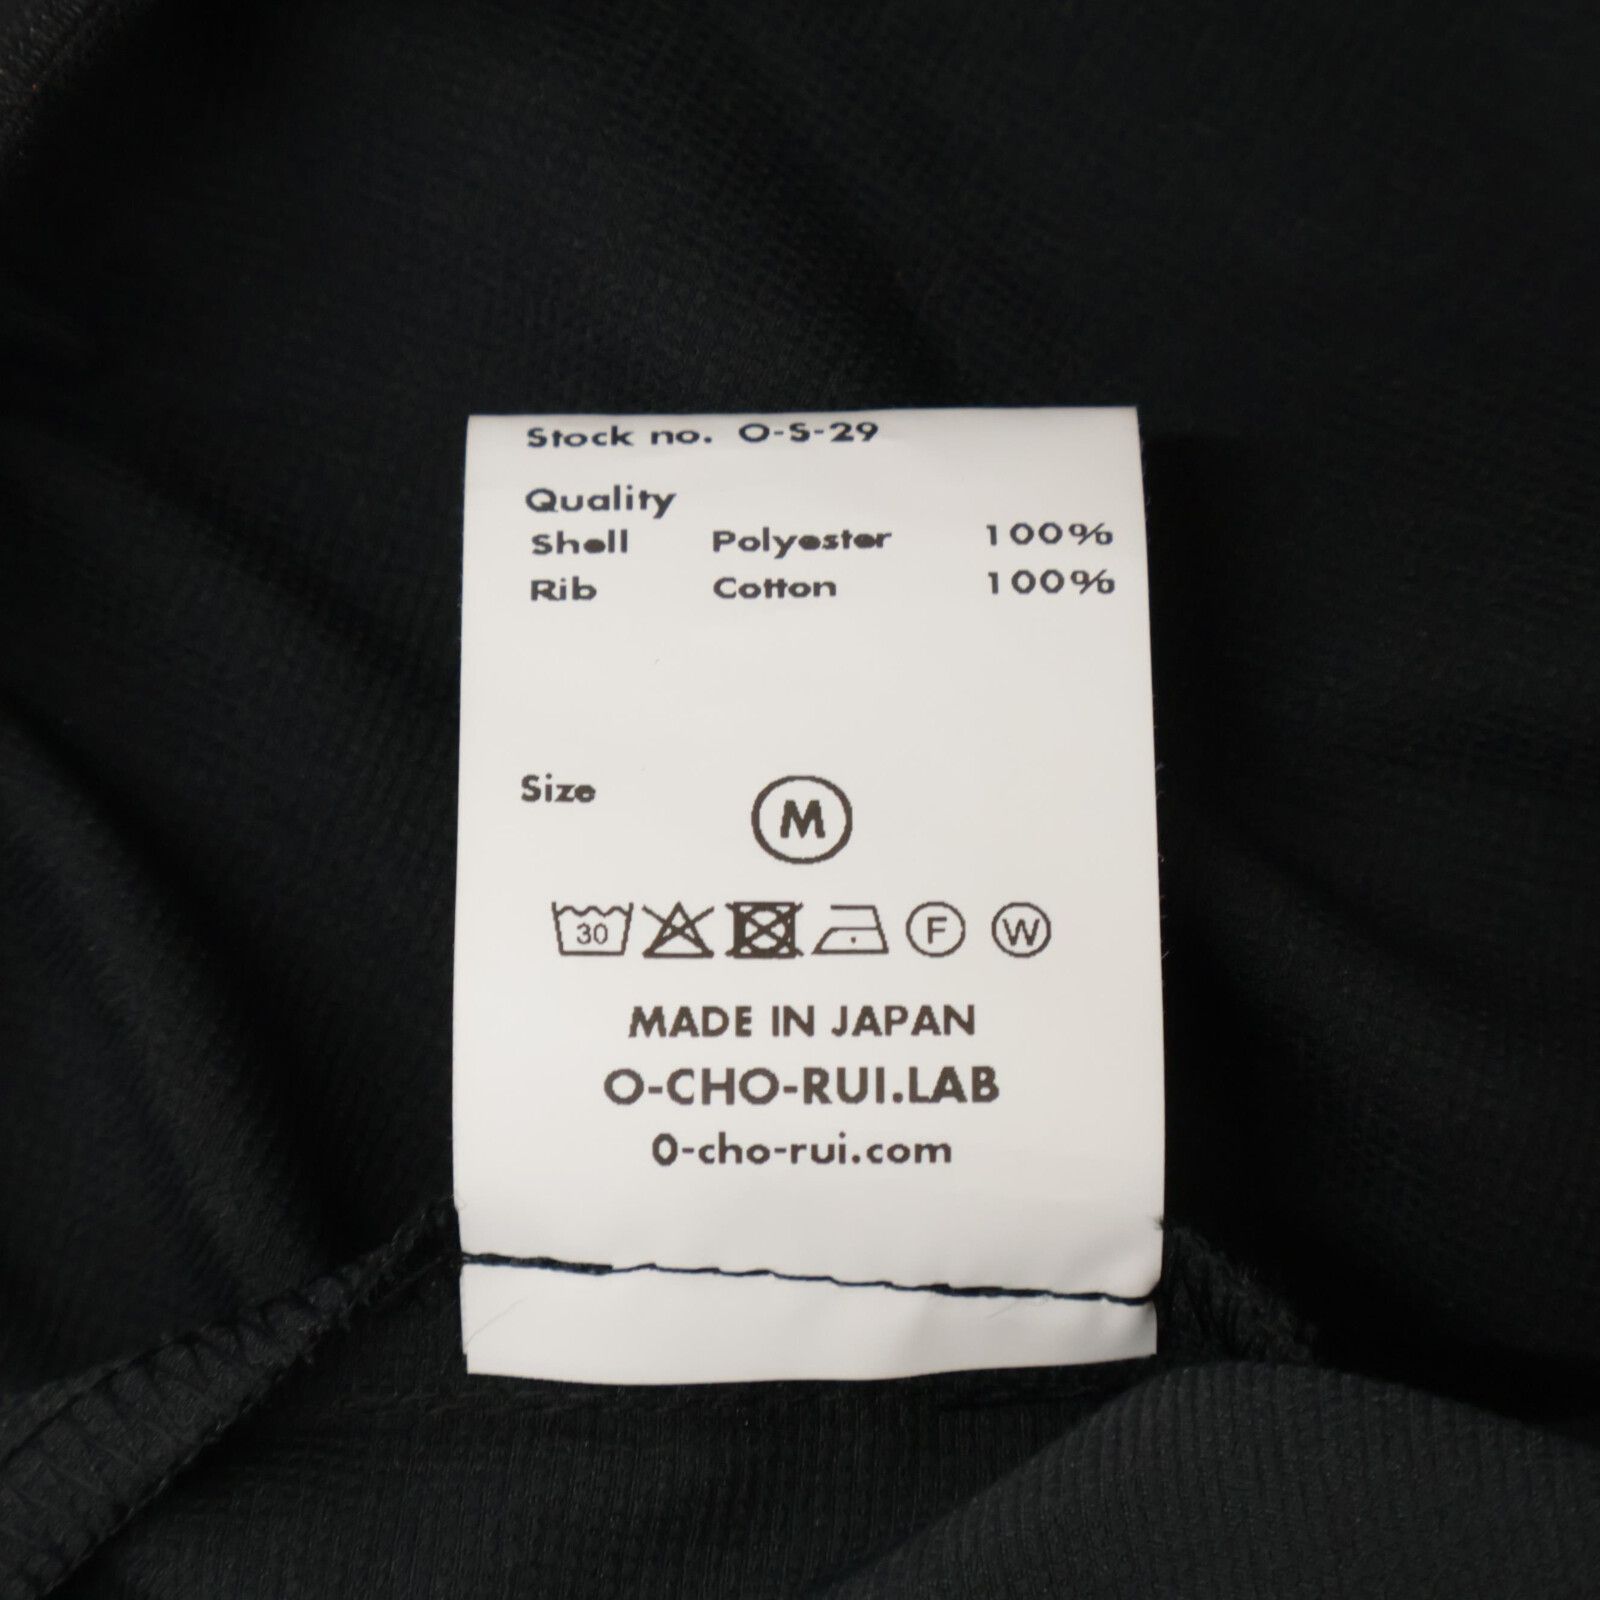 Stock no. O-S-29
Quality
Shell Polyester 100%
Rib Cotton 100%
Size M
30 F W
MADE IN JAPAN
O-CHO-RUI.LAB
0-cho-rui.com